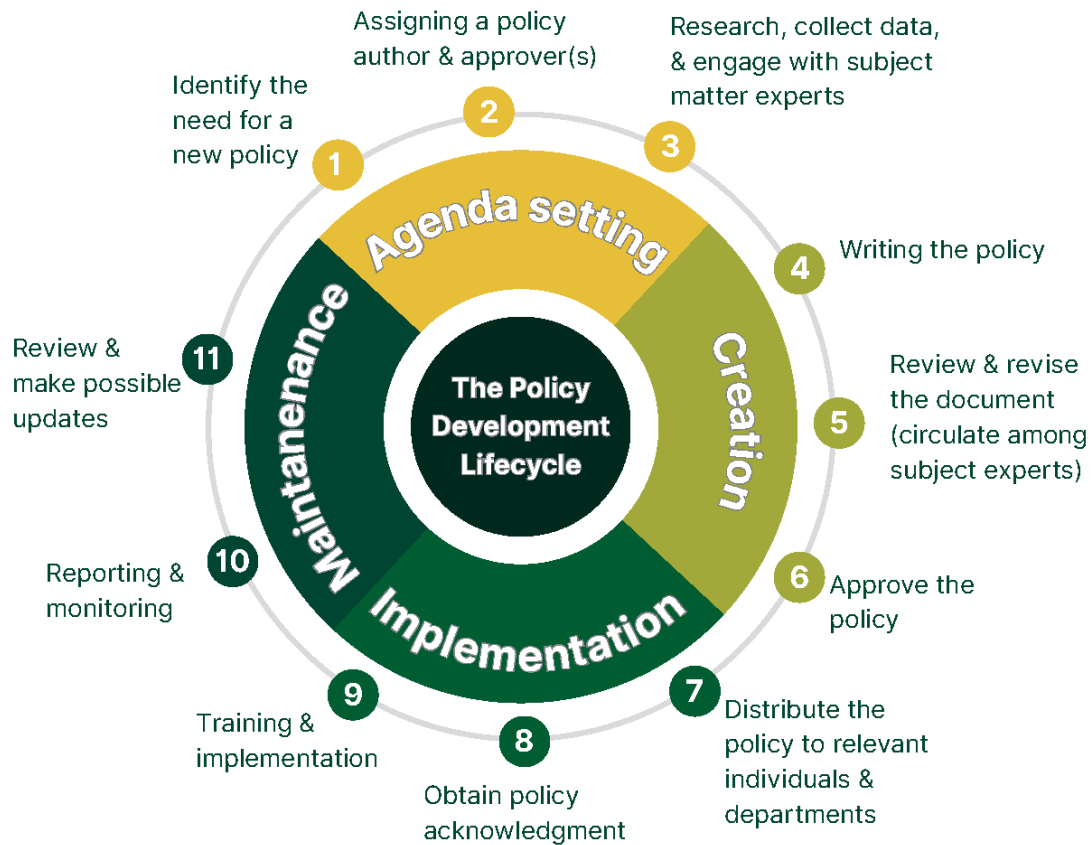 The Policy
Development
Lifecycle
Agenda setting
1
Identify the
need for a
new policy
2
Assigning a policy
author & approver(s)
3
Research, collect data,
& engage with subject
matter experts
Creation
4
Writing the policy
5
Review & revise
the document
(circulate among
subject experts)
6
Approve the
policy
Implementation
7
Distribute the
policy to relevant
individuals &
departments
8
Obtain policy
acknowledgment
9
Training &
implementation
Maintanenance
10
Reporting &
monitoring
11
Review &
make possible
updates